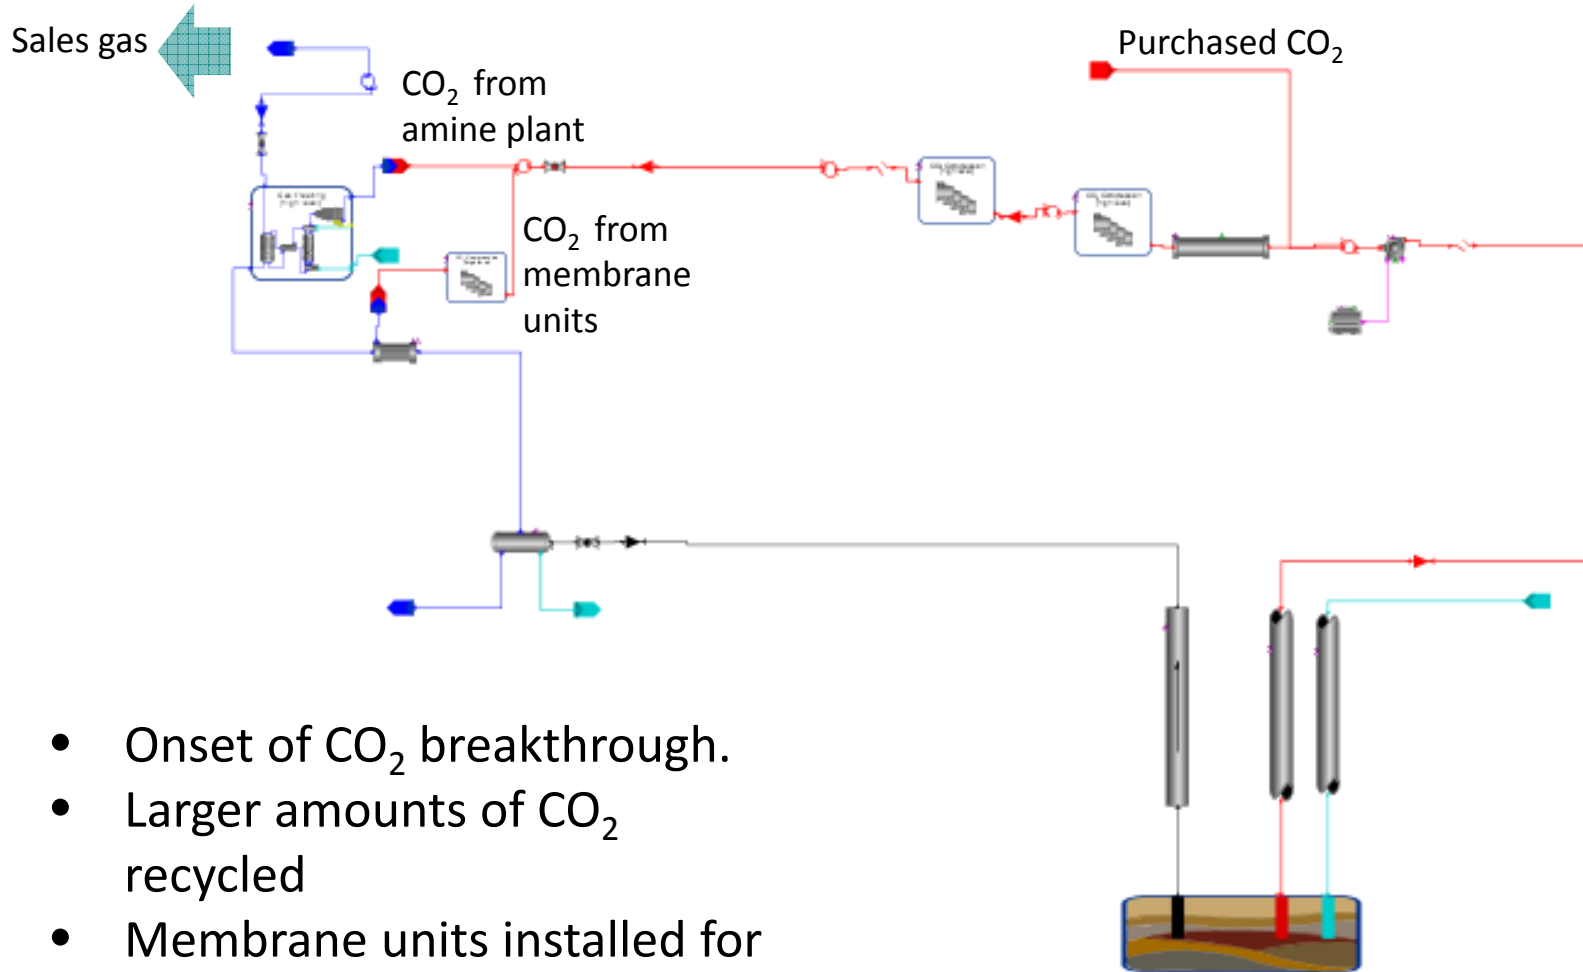 Sales gas
Purchased CO₂
CO₂ from
amine plant
CO₂ from
membrane
units
• Onset of CO₂ breakthrough.
• Larger amounts of CO₂
recycled
• Membrane units installed for